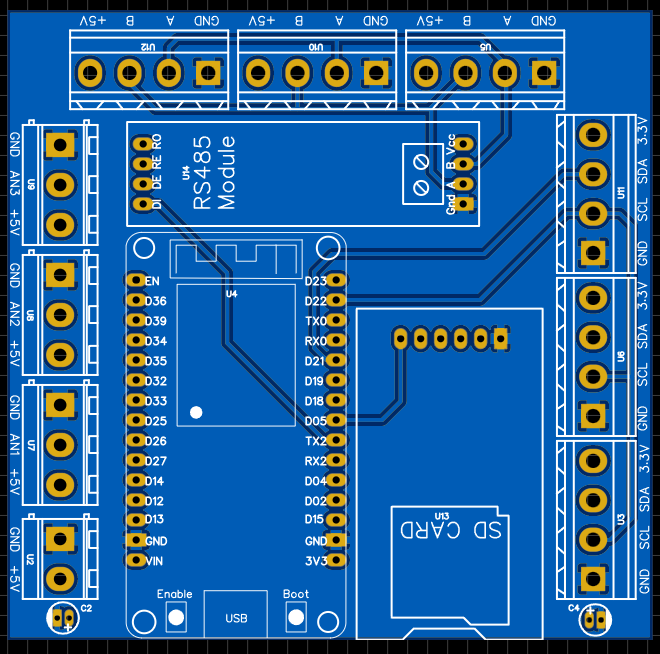 +5V B A GND +5V B A GND +5V B A GND
U12 U10 U5
GND
AN3
+5V
U9
RO
RE
DE
DI
U14
RS485
Module
Vcc
B
A
Gnd
3.3V
SDA
SCL
GND
U11
GND
AN2
+5V
U8
U4
EN D23
D36 D22
D39 TX0
D34 RX0
D35 D21
D32 D19
D33 D18
D25 D05
D26 TX2
D27 RX2
D14 D04
D12 D02
D13 D15
GND GND
VIN 3V3
3.3V
SDA
SCL
GND
U6
GND
AN1
+5V
U7
3.3V
SDA
SCL
GND
U3
GND
+5V
U2
U13
SD CARD
Enable Boot
USB
C2
+
C4
+